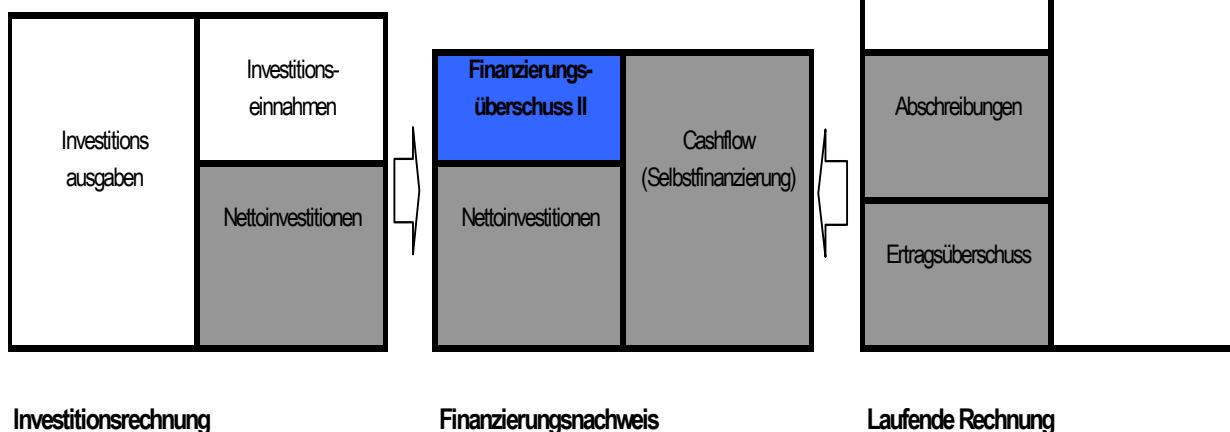 Investitions
ausgaben
Investitions-
einnahmen
Nettoinvestitionen
Finanzierungs-
überschuss II
Nettoinvestitionen
Cashflow
(Selbstfinanzierung)
Abschreibungen
Ertragsüberschuss
Investitionsrechnung
Finanzierungsnachweis
Laufende Rechnung